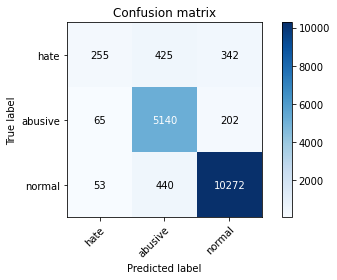 Confusion matrix
hate 255 425 342
abusive 65 5140 202
normal 53 440 10272
hate abusive normal
True label
Predicted label
10000
8000
6000
4000
2000